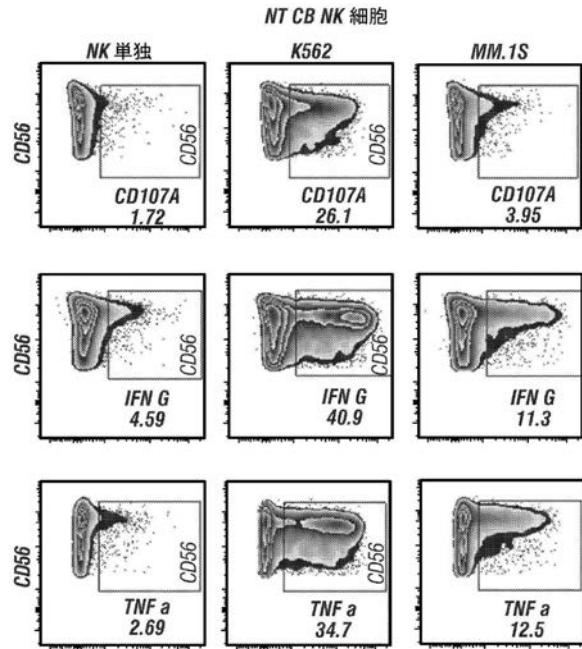 NT CB NK 細胞
NK 単独
K562
MM.1S
CD56
CD56
CD107A
1.72
CD56
CD107A
26.1
CD107A
3.95
CD56
CD56
IFN G
4.59
CD56
IFN G
40.9
IFN G
11.3
CD56
CD56
TNF a
2.69
CD56
TNF a
34.7
TNF a
12.5